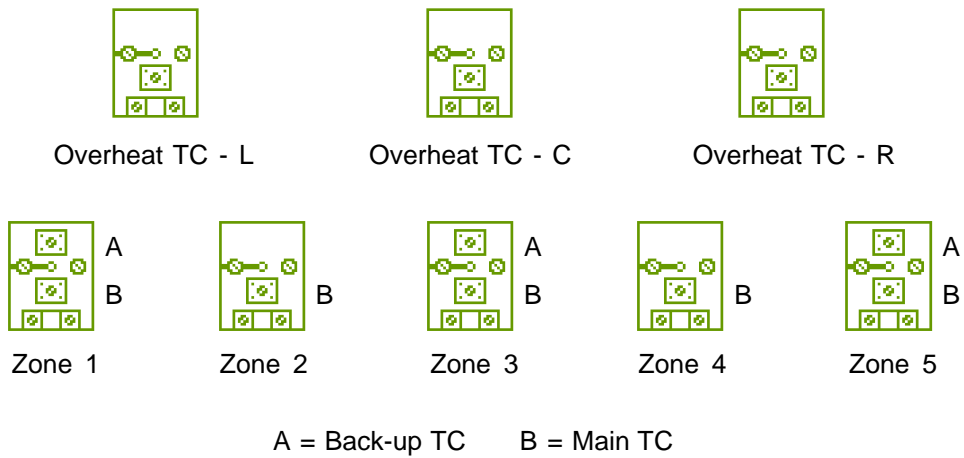 Overheat TC - L Overheat TC - C Overheat TC - R
A A A
B B B B B
Zone 1 Zone 2 Zone 3 Zone 4 Zone 5
A = Back-up TC B = Main TC